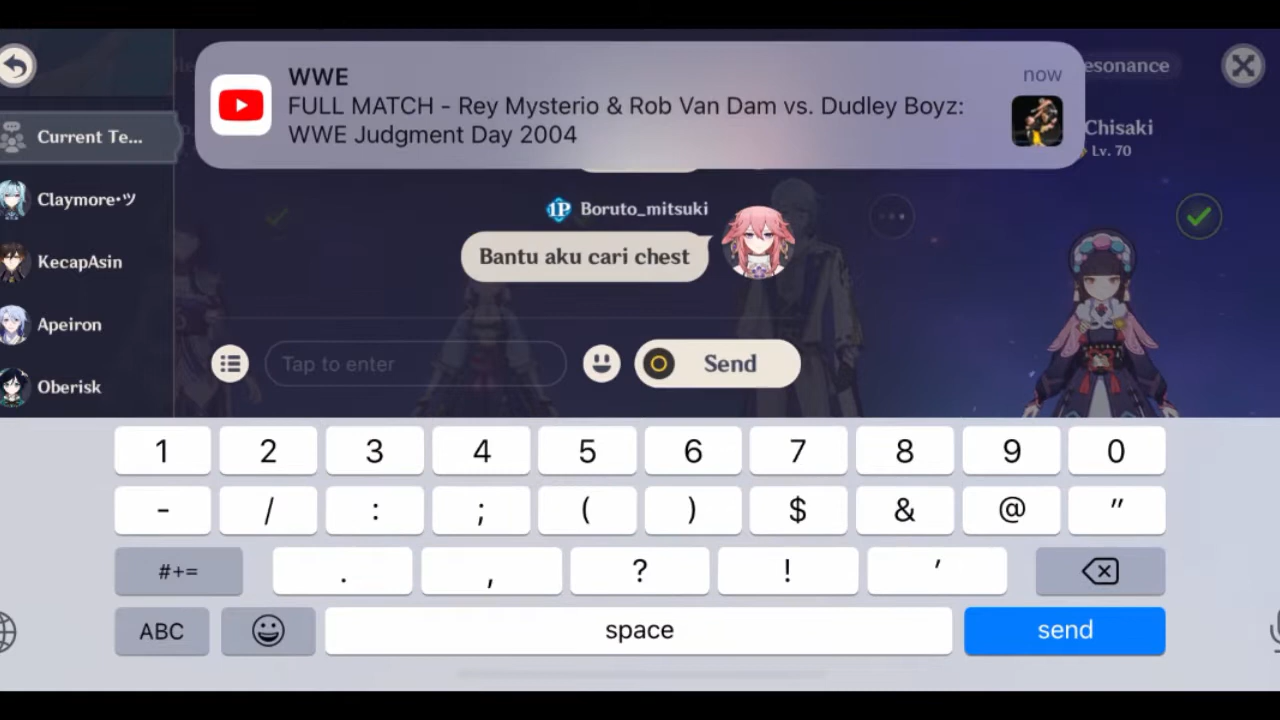 WWE
now
FULL MATCH - Rey Mysterio & Rob Van Dam vs. Dudley Boyz:
WWE Judgment Day 2004
esonance
Chisaki
Lv. 70
Current Te...
Claymore•ツ
KecapAsin
Apeiron
Oberisk
1P Boruto_mitsuki
Bantu aku cari chest
Tap to enter
Send
1 2 3 4 5 6 7 8 9 0
- / : ; ( ) $ & @ "
#+= . , ? ! '
ABC space send